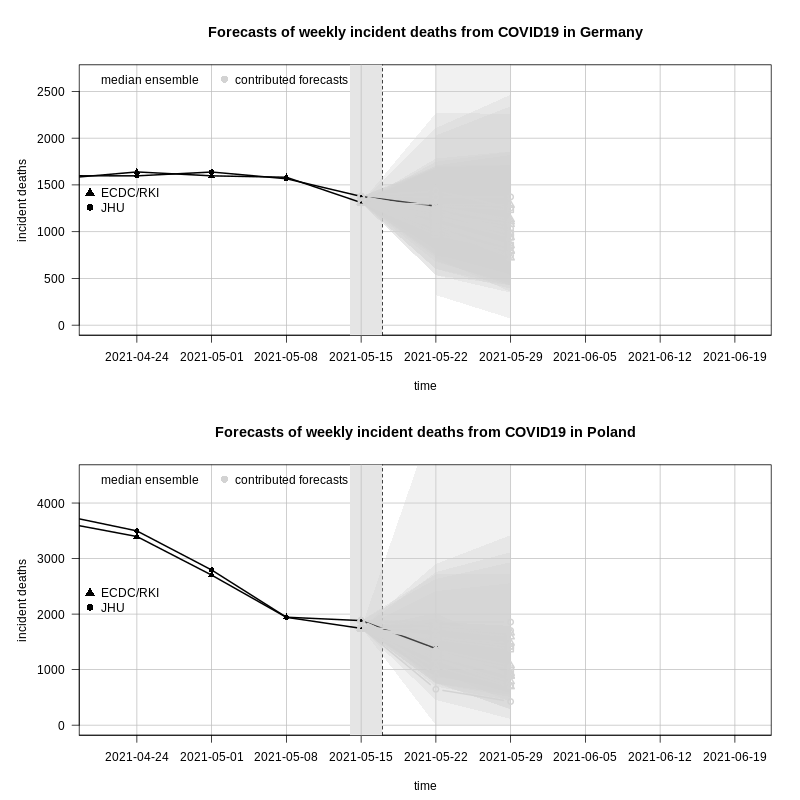 Forecasts of weekly incident deaths from COVID19 in Germany
median ensemble contributed forecasts
2500
2000
1500
1000
500
0
incident deaths
ECDC/RKI
JHU
2021-04-24 2021-05-01 2021-05-08 2021-05-15 2021-05-22 2021-05-29 2021-06-05 2021-06-12 2021-06-19
time
Forecasts of weekly incident deaths from COVID19 in Poland
median ensemble contributed forecasts
4000
3000
2000
1000
0
incident deaths
ECDC/RKI
JHU
2021-04-24 2021-05-01 2021-05-08 2021-05-15 2021-05-22 2021-05-29 2021-06-05 2021-06-12 2021-06-19
time